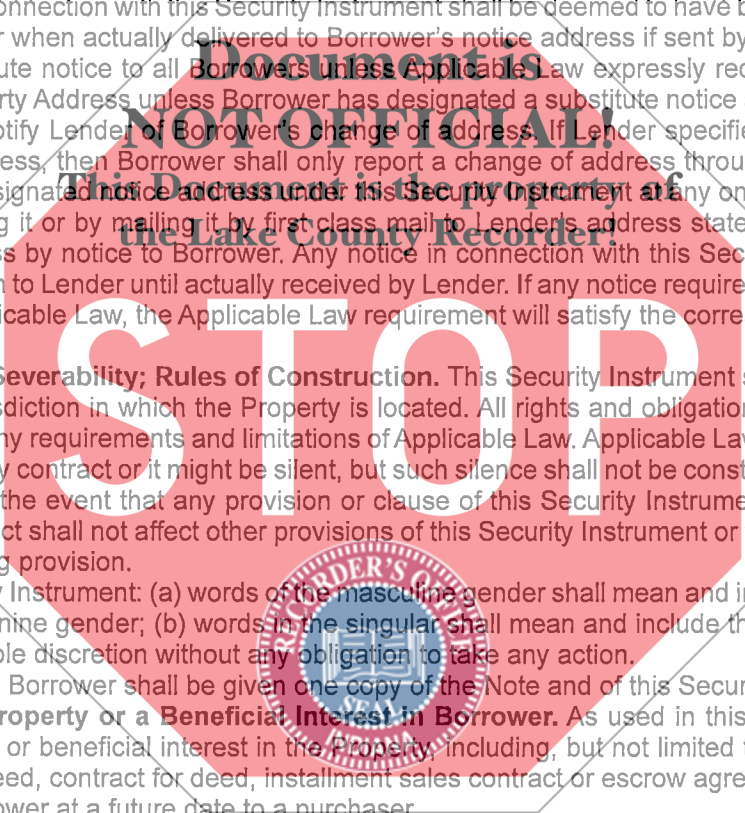 onnection with this Security Instrument shall be deemed to have b
r when actually delivered to Borrower's notice address if sent by
ute notice to all Borrowers unless Applicable Law expressly rec
rty Address unless Borrower has designated a substitute notice
otify Lender of Borrower's change of address. If Lender specifie
ess, then Borrower shall only report a change of address throu
signated notice address under this Security Instrument at any on
g it or by mailing it by first class mail to Lender's address state
s by notice to Borrower. Any notice in connection with this Sec
n to Lender until actually received by Lender. If any notice require
icable Law, the Applicable Law requirement will satisfy the corre
Severability; Rules of Construction. This Security Instrument s
sdiction in which the Property is located. All rights and obligation
ny requirements and limitations of Applicable Law. Applicable Lav
y contract or it might be silent, but such silence shall not be const
the event that any provision or clause of this Security Instrume
ct shall not affect other provisions of this Security Instrument or
g provision.
y Instrument: (a) words of the masculine gender shall mean and in
nine gender; (b) words in the singular shall mean and include th
ole discretion without any obligation to take any action.
Borrower shall be given one copy of the Note and of this Secur
roperty or a Beneficial Interest in Borrower. As used in this
or beneficial interest in the Property, including, but not limited t
eed, contract for deed, installment sales contract or escrow agre
ower at a future date to a purchaser
Document is
NOT OFFICIAL!
This Document is the property of
the Lake County Recorder!
STOP
RECORDER'S OFFICE
SEAL
INDIANA